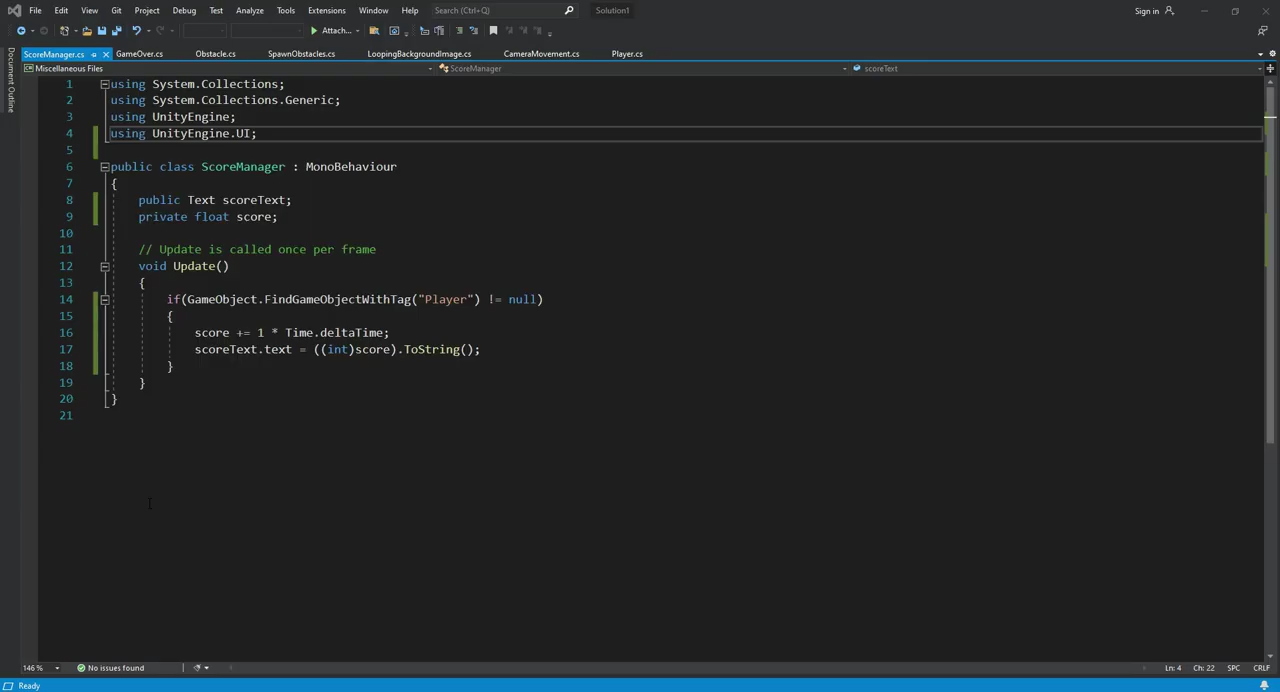 File Edit View Git Project Debug Test Analyze Tools Extensions Window Help Search (Ctrl+Q) Solution1 Sign in
Attach...
ScoreManager.cs GameOver.cs Obstacle.cs SpawnObstacles.cs LoopingBackgroundImage.cs CameraMovement.cs Player.cs
Document Outline
Miscellaneous Files ScoreManager scoreText
1 using System.Collections;
2 using System.Collections.Generic;
3 using UnityEngine;
4 using UnityEngine.UI;
5
6 public class ScoreManager : MonoBehaviour
7 {
8 public Text scoreText;
9 private float score;
10
11 // Update is called once per frame
12 void Update()
13 {
14 if(GameObject.FindGameObjectWithTag("Player") != null)
15 {
16 score += 1 * Time.deltaTime;
17 scoreText.text = ((int)score).ToString();
18 }
19 }
20 }
21
146 % No issues found Ln: 4 Ch: 22 SPC CRLF
Ready